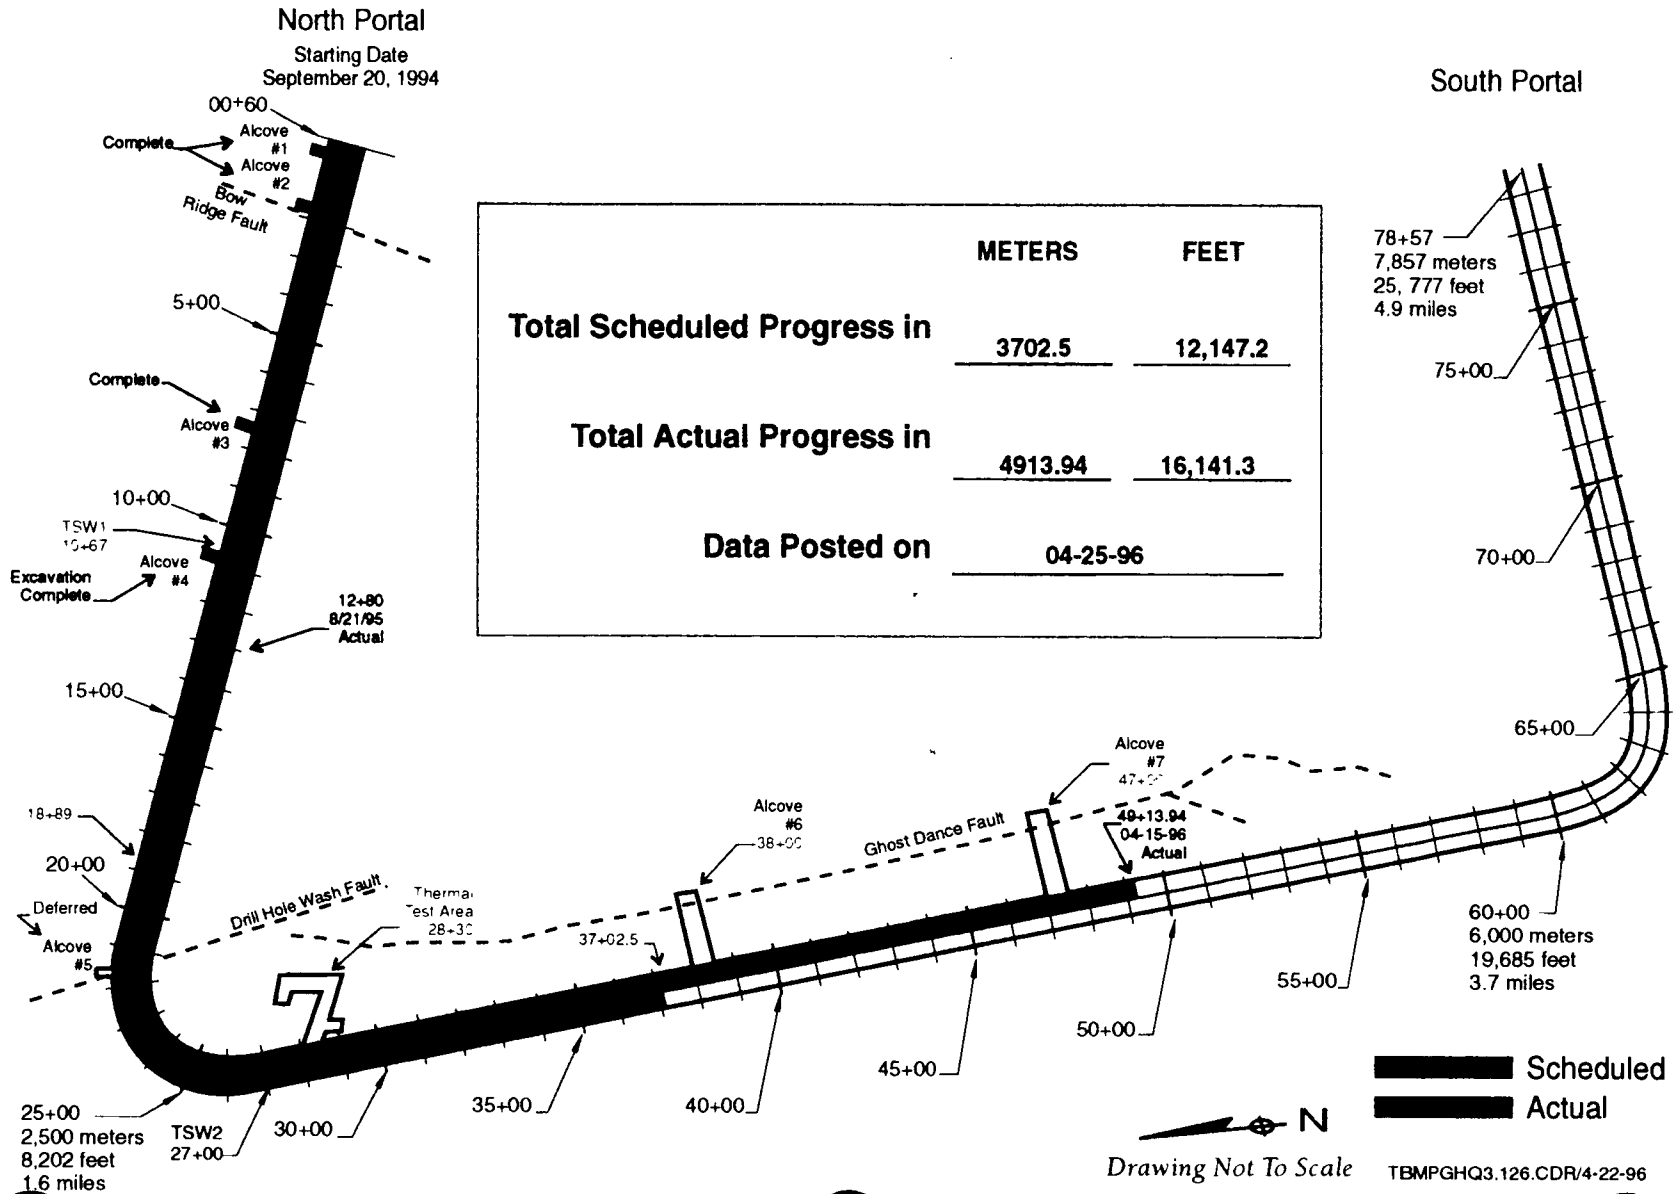 North Portal
Starting Date
September 20, 1994
00+60
Complete
Alcove
#1
Alcove
#2
Bow
Ridge Fault
5+00
Complete
Alcove
#3
10+00
TSW1
Alcove
#4
Excavation
Complete
12+80
8/21/95
Actual
15+00
18+89
20+00
Deferred
Alcove
#5
25+00
2,500 meters
8,202 feet
1.6 miles
TSW2
27+00
30+00
Drill Hole Wash Fault
Thermal
Test Area
35+00
37+02.5
Alcove
#6
40+00
Ghost Dance Fault
45+00
Alcove
#7
49+13.94
04-15-96
Actual
50+00
55+00
60+00
6,000 meters
19,685 feet
3.7 miles
65+00
70+00
75+00
South Portal
78+57
7,857 meters
25, 777 feet
4.9 miles
METERS FEET
Total Scheduled Progress in 3702.5 12,147.2
Total Actual Progress in 4913.94 16,141.3
Data Posted on 04-25-96
Scheduled
Actual
N
Drawing Not To Scale
TBMPGHQ3.126.CDR/4-22-96